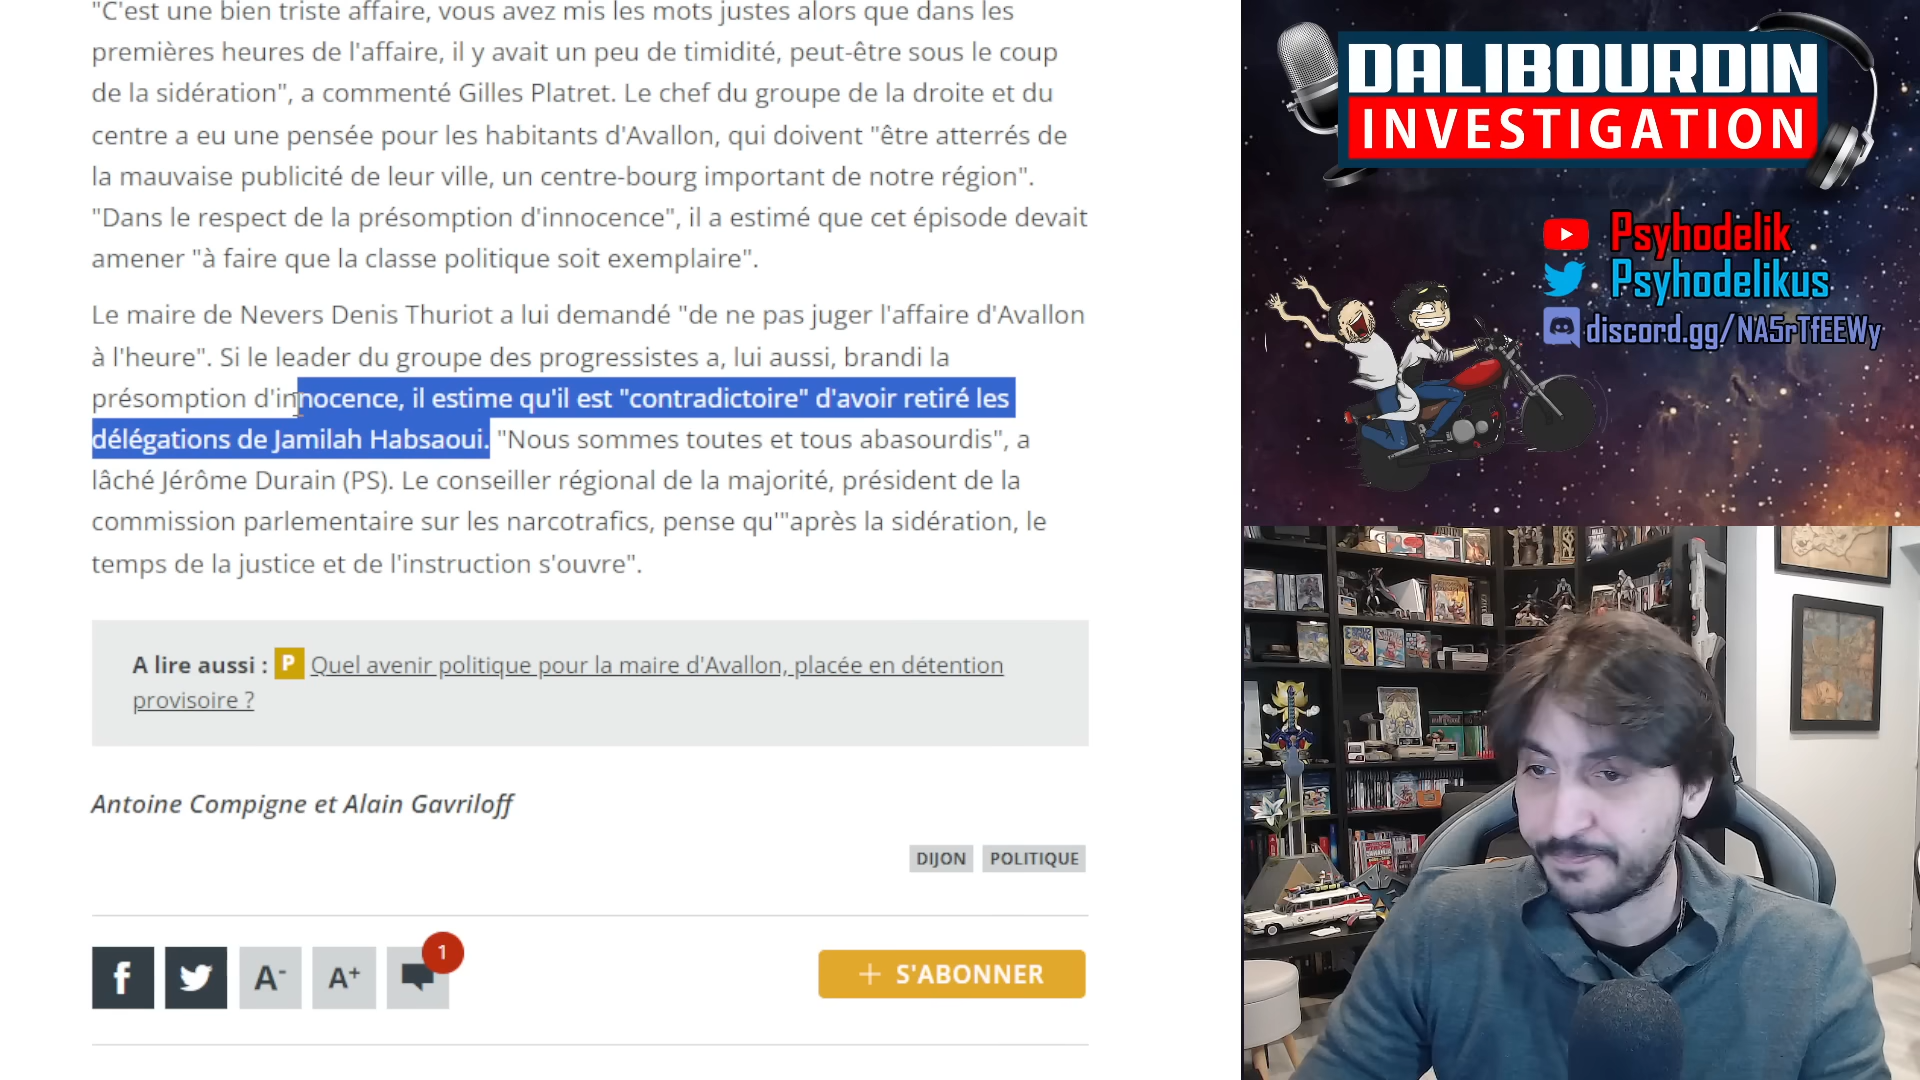 "C'est une bien triste affaire, vous avez mis les mots justes alors que dans les
premières heures de l'affaire, il y avait un peu de timidité, peut-être sous le coup
de la sidération", a commenté Gilles Platret. Le chef du groupe de la droite et du
centre a eu une pensée pour les habitants d'Avallon, qui doivent "être atterrés de
la mauvaise publicité de leur ville, un centre-bourg important de notre région".
"Dans le respect de la présomption d'innocence", il a estimé que cet épisode devait
amener "à faire que la classe politique soit exemplaire".
Le maire de Nevers Denis Thuriot a lui demandé "de ne pas juger l'affaire d'Avallon
à l'heure". Si le leader du groupe des progressistes a, lui aussi, brandi la
présomption d'innocence, il estime qu'il est "contradictoire" d'avoir retiré les
délégations de Jamilah Habsaoui. "Nous sommes toutes et tous abasourdis", a
lâché Jérôme Durain (PS). Le conseiller régional de la majorité, président de la
commission parlementaire sur les narcotrafics, pense qu'"après la sidération, le
temps de la justice et de l'instruction s'ouvre".
A lire aussi : P Quel avenir politique pour la maire d'Avallon, placée en détention
provisoire ?
Antoine Compigne et Alain Gavriloff
DIJON POLITIQUE
f A- A+ 1
+ S'ABONNER
DALIBOURDIN
INVESTIGATION
Psyhodelik
Psyhodelikus
discord.gg/NA5rTfEEWy